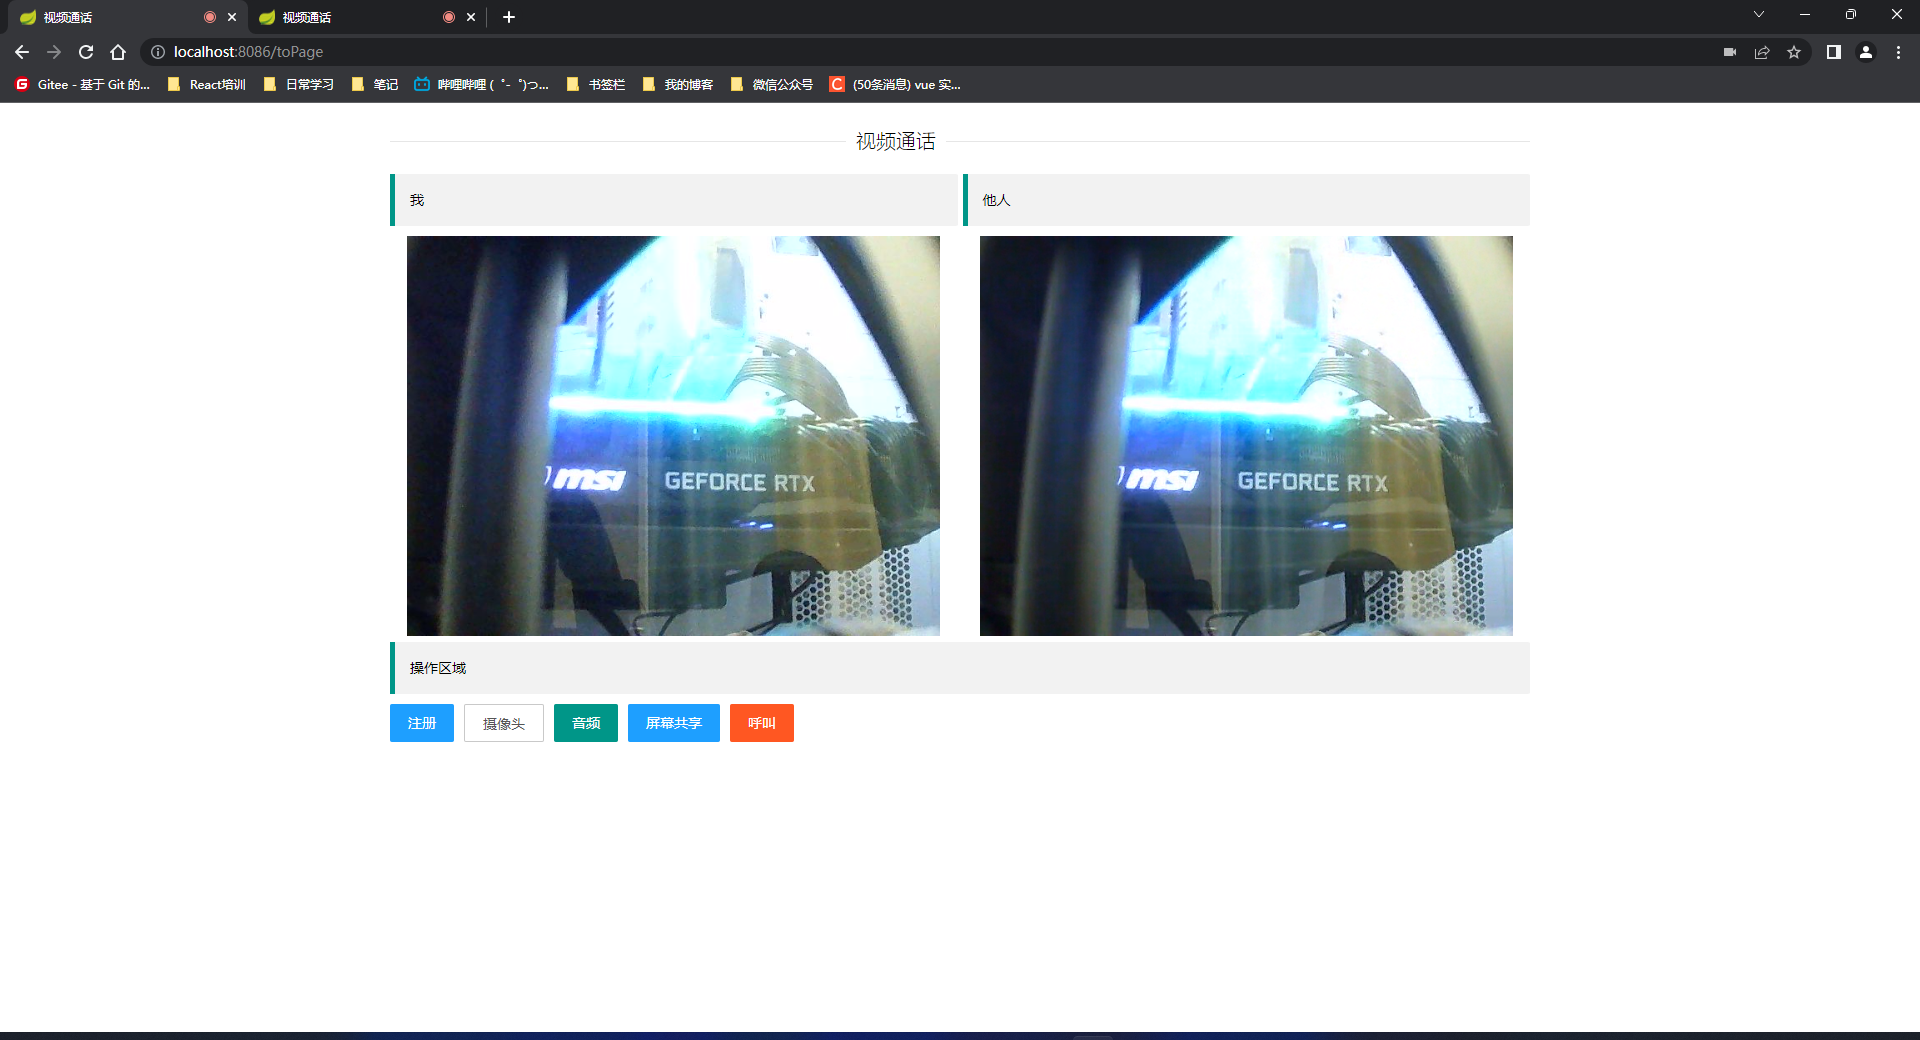 视频通话
视频通话
localhost:8086/toPage
Gitee - 基于 Git 的...
React培训
日常学习
笔记
哔哩哔哩 (゜-゜)つ...
书签栏
我的博客
微信公众号
(50条消息) vue 实...
视频通话
我
他人
msi
GEFORCE RTX
msi
GEFORCE RTX
操作区域
注册
摄像头
音频
屏幕共享
呼叫